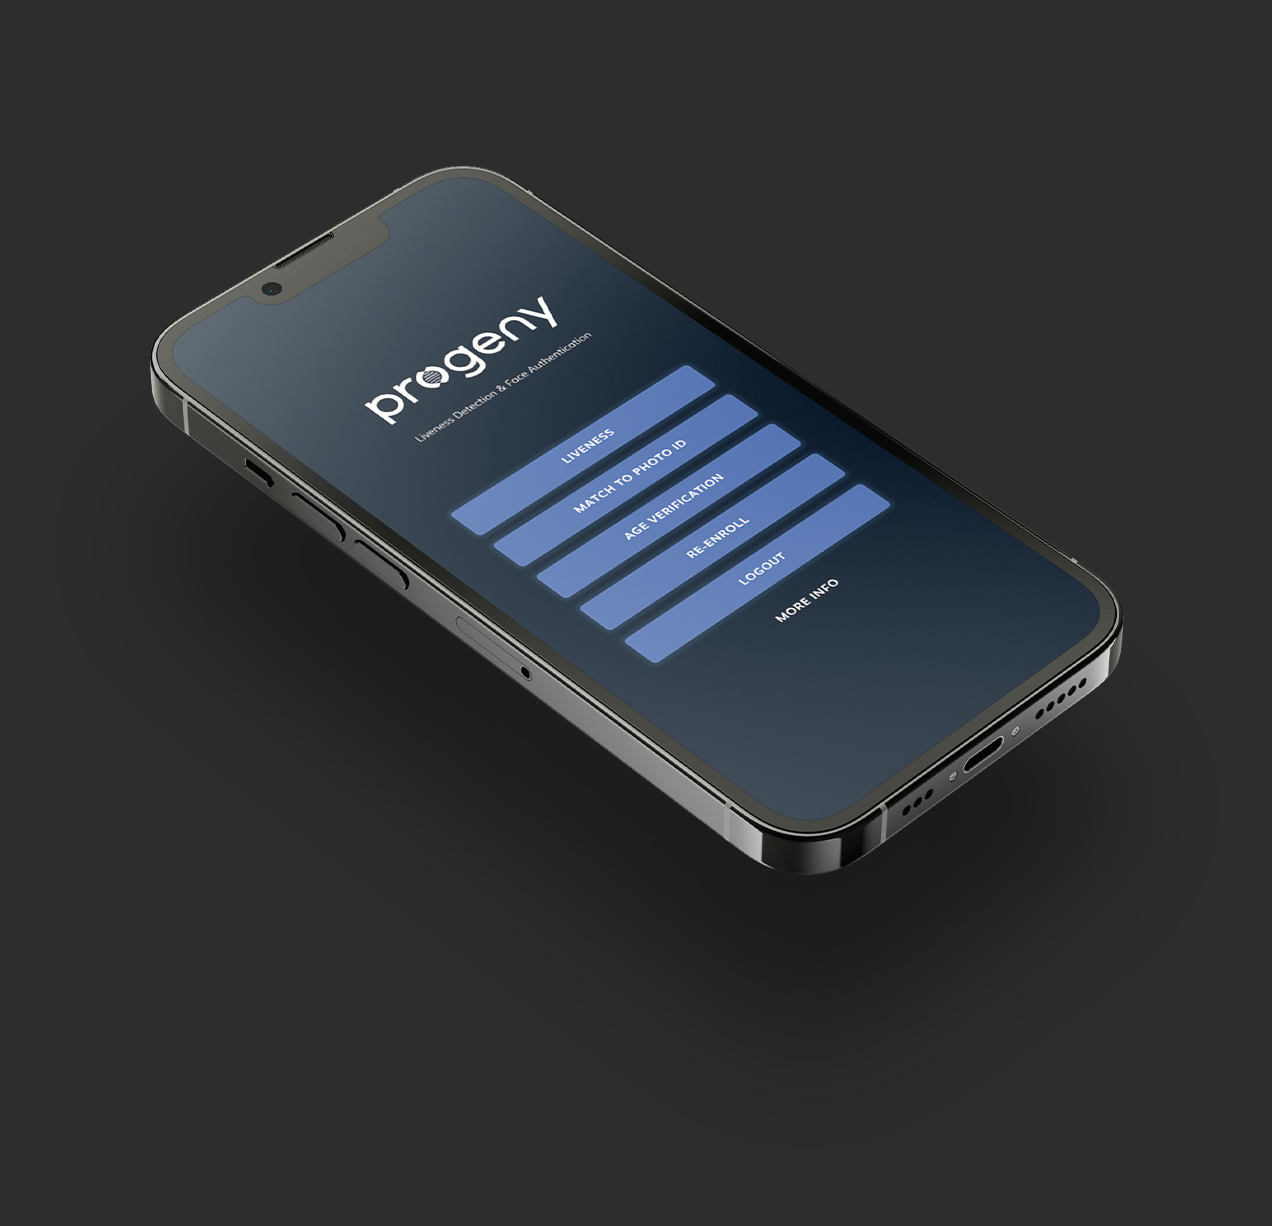 progeny
Liveness Detection & Face Authentication
LIVENESS
MATCH TO PHOTO ID
AGE VERIFICATION
RE-ENROLL
LOGOUT
MORE INFO